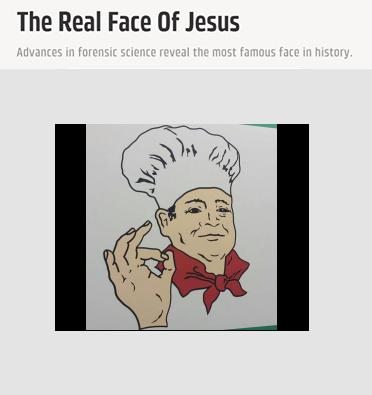 The Real Face Of Jesus
Advances in forensic science reveal the most famous face in history.